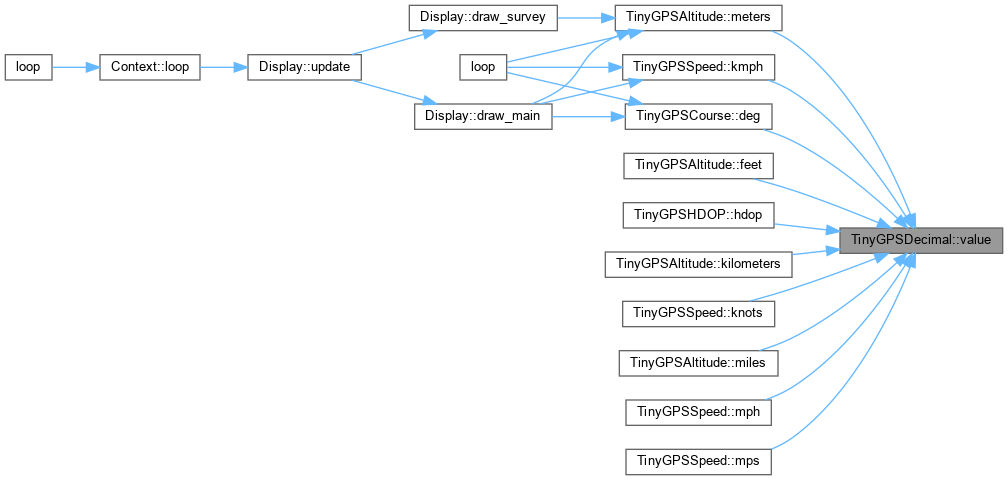 Display::draw_survey
TinyGPSAltitude::meters
loop
Context::loop
Display::update
loop
TinyGPSSpeed::kmph
Display::draw_main
TinyGPSCourse::deg
TinyGPSAltitude::feet
TinyGPSHDOP::hdop
TinyGPSDecimal::value
TinyGPSAltitude::kilometers
TinyGPSSpeed::knots
TinyGPSAltitude::miles
TinyGPSSpeed::mph
TinyGPSSpeed::mps